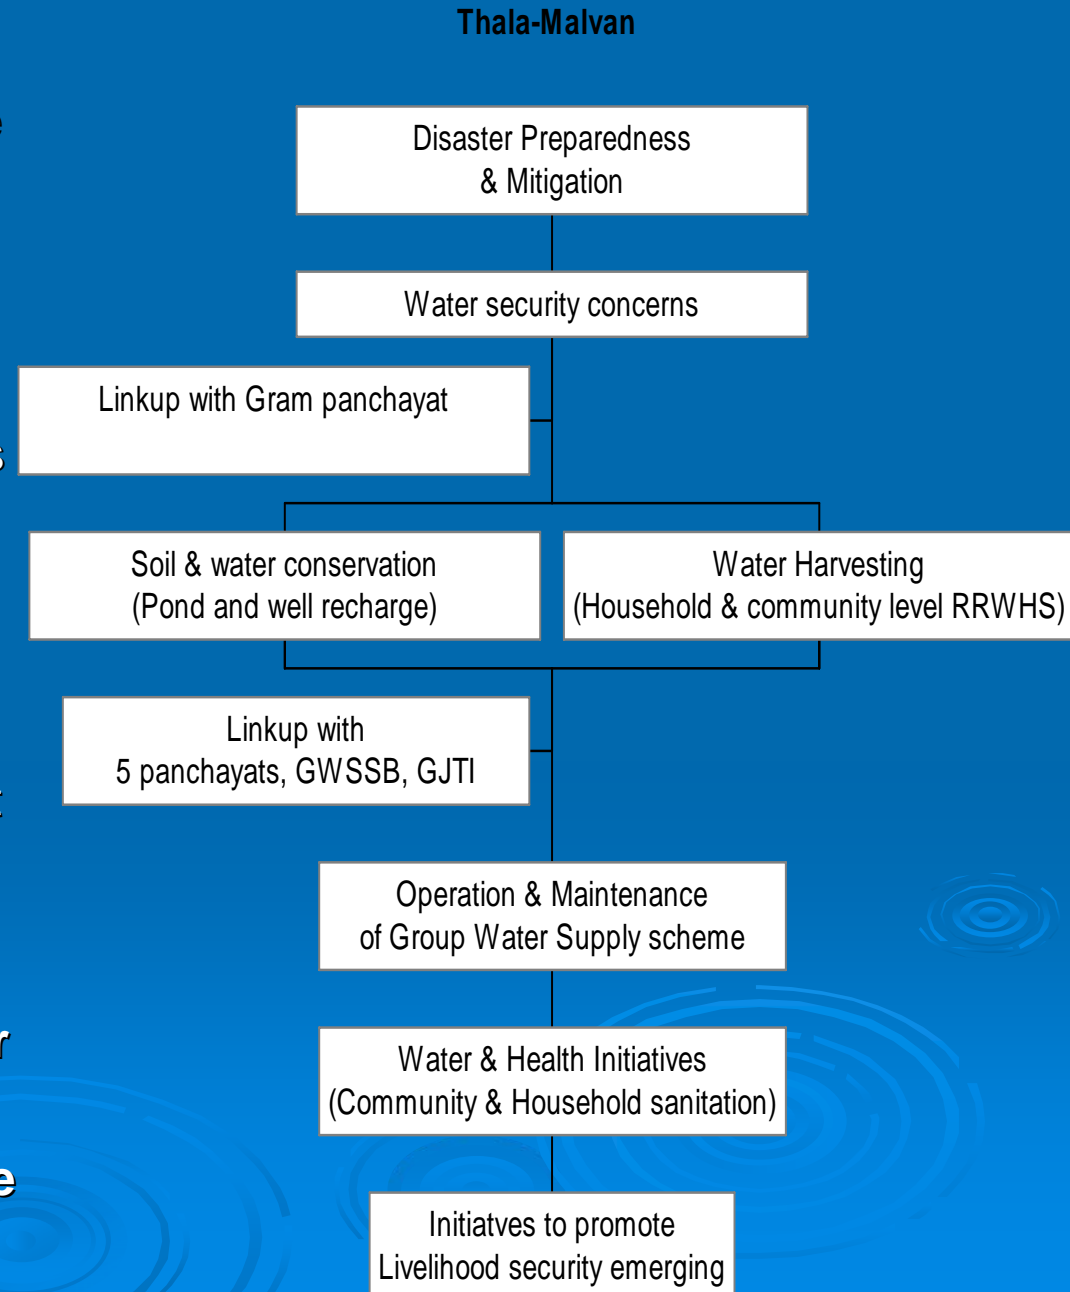 Thala-Malvan
Disaster Preparedness
& Mitigation
Water security concerns
Linkup with Gram panchayat
Soil & water conservation
(Pond and well recharge)
Water Harvesting
(Household & community level RRWHS)
Linkup with
5 panchayats, GWSSB, GJTI
Operation & Maintenance
of Group Water Supply scheme
Water & Health Initiatives
(Community & Household sanitation)
Initiatves to promote
Livelihood security emerging